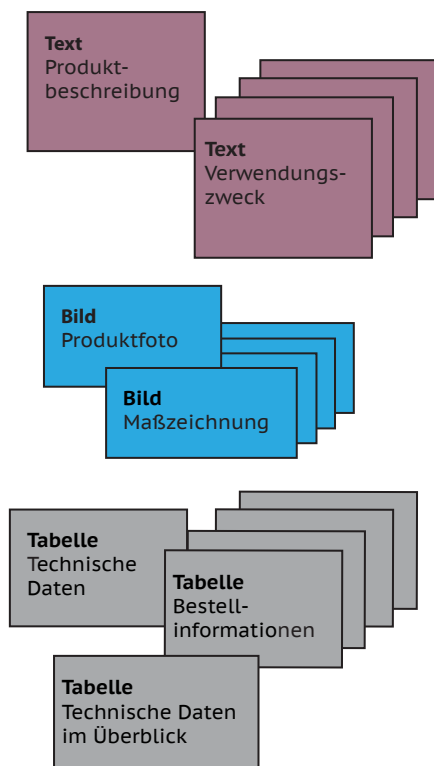 Text
Produkt-
beschreibung
Text
Verwendungs-
zweck
Bild
Produktfoto
Bild
Maßzeichnung
Tabelle
Technische
Daten
Tabelle
Bestell-
informationen
Tabelle
Technische Daten
im Überblick